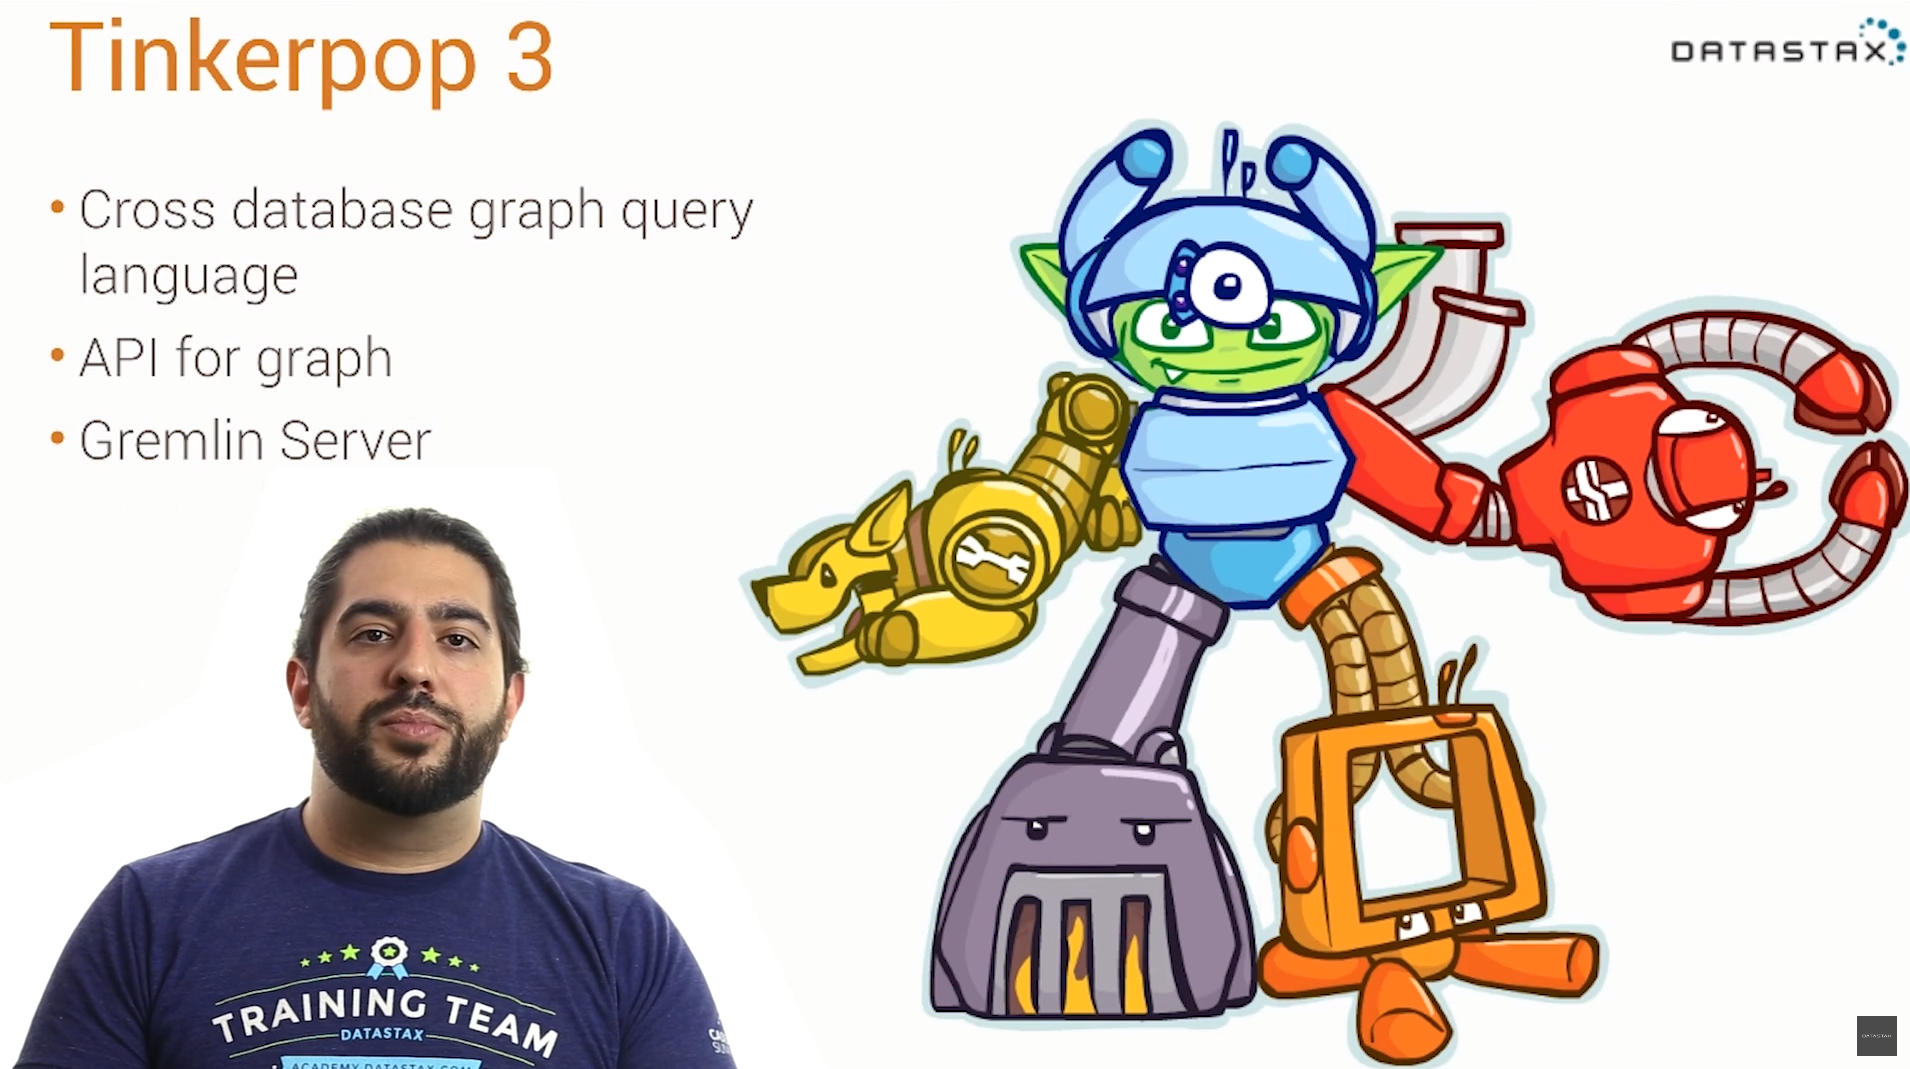 Tinkerpop 3
DATASTAX
• Cross database graph query
language
• API for graph
• Gremlin Server
TRAINING TEAM
DATASTAX
ACADEMY.DATASTAX.COM
DATASTAX